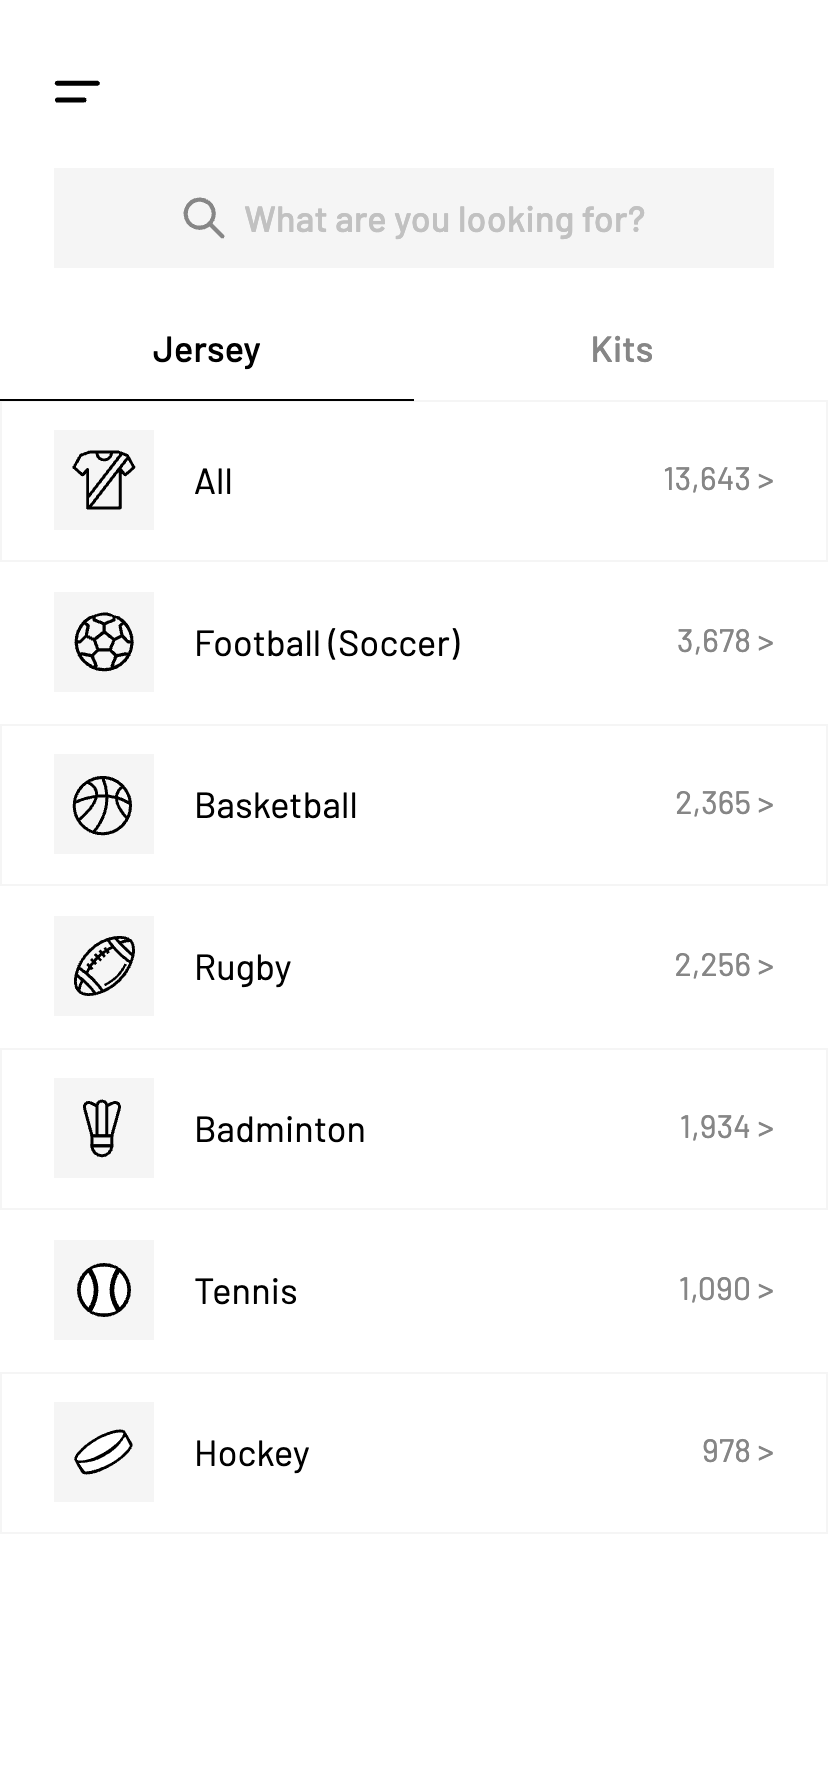 What are you looking for?
Jersey Kits
All 13,643 >
Football (Soccer) 3,678 >
Basketball 2,365 >
Rugby 2,256 >
Badminton 1,934 >
Tennis 1,090 >
Hockey 978 >